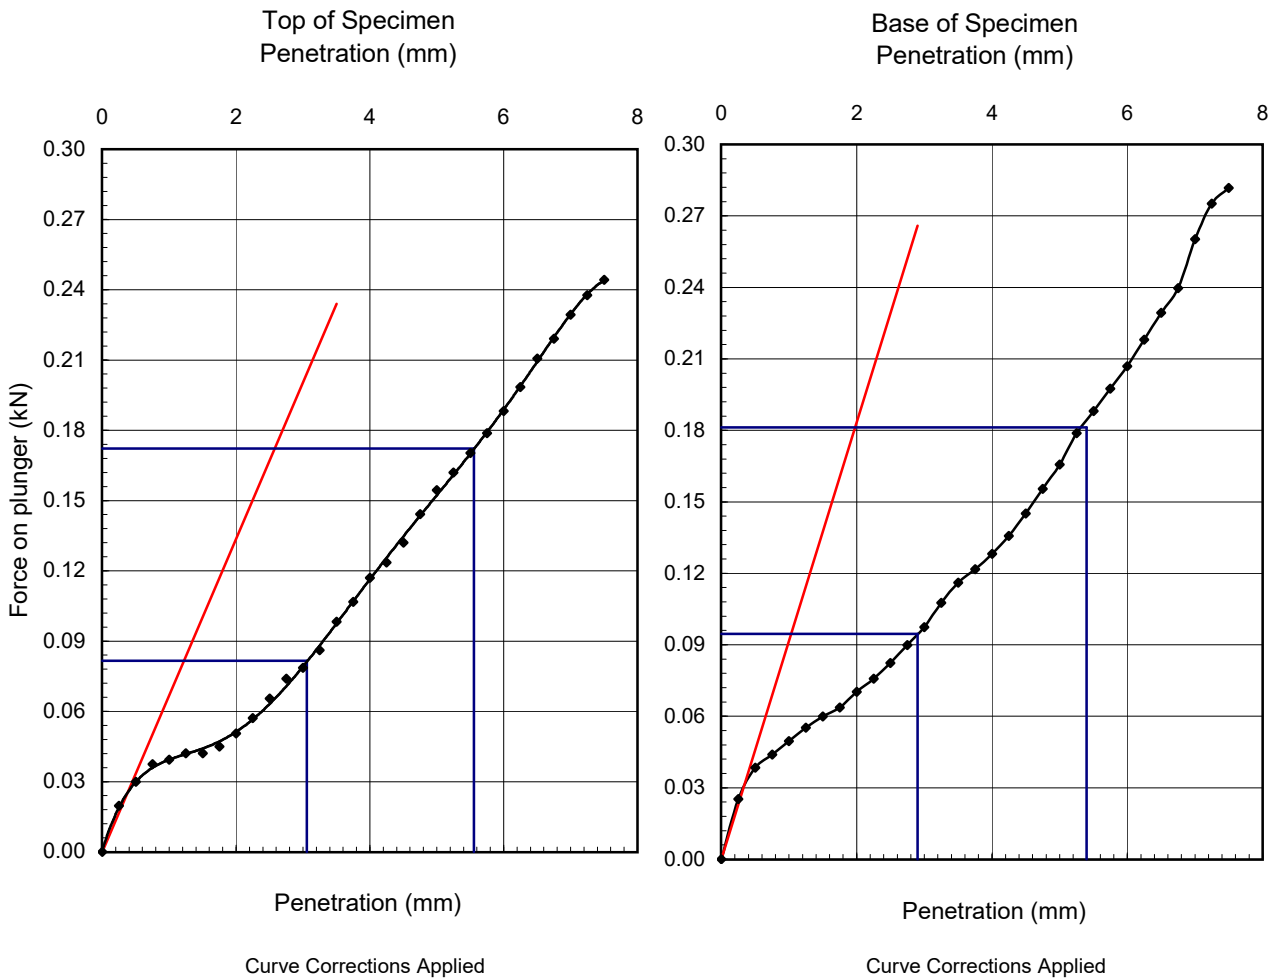 Top of Specimen
Penetration (mm)
0 2 4 6 8
0.30
0.27
0.24
0.21
0.18
0.15
0.12
0.09
0.06
0.03
0.00
Force on plunger (kN)
Penetration (mm)
Curve Corrections Applied
Base of Specimen
Penetration (mm)
0 2 4 6 8
0.30
0.27
0.24
0.21
0.18
0.15
0.12
0.09
0.06
0.03
0.00
Penetration (mm)
Curve Corrections Applied